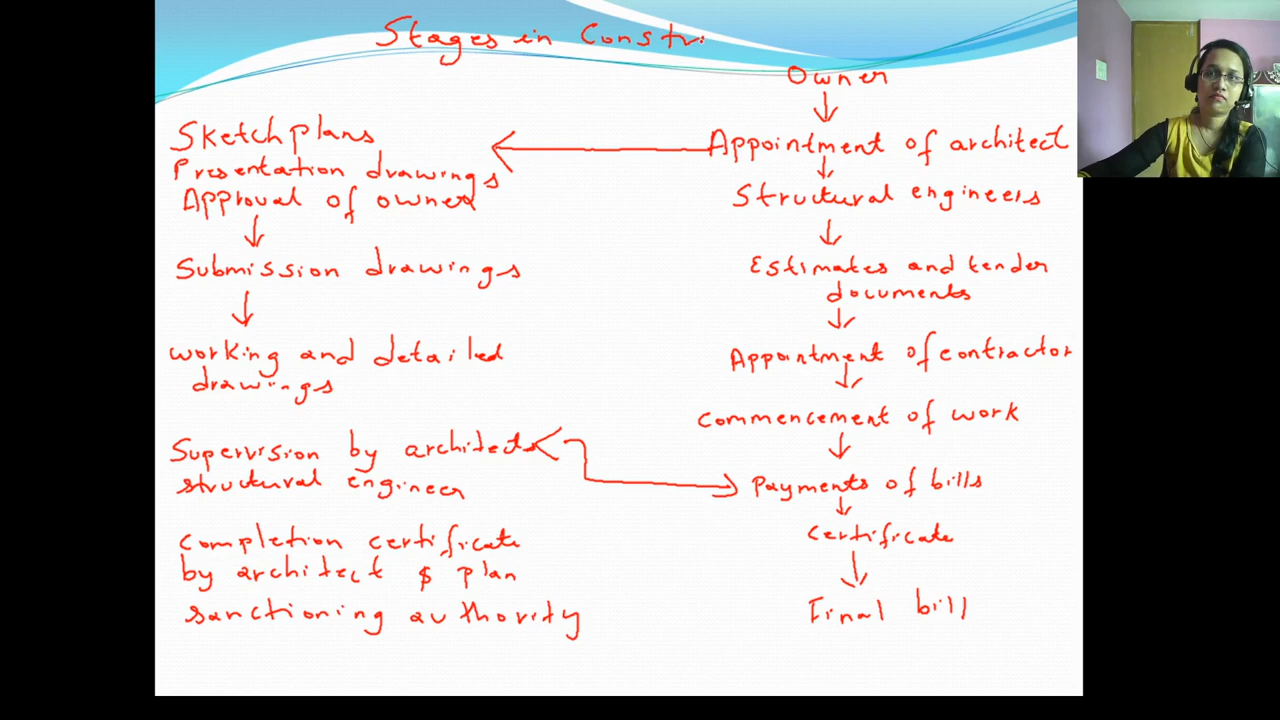 Stages in Constr
Owner
Appointment of architect
Structural engineers
Estimates and tender
documents
Appointment of contractor
Commencement of work
Payments of bills
Certificate
Final bill
Sketch plans
Presentation drawings
Approval of owner
Submission drawings
working and detailed
drawings
Supervision by architects
structural engineer
Completion certificate
by architect & plan
sanctioning authority